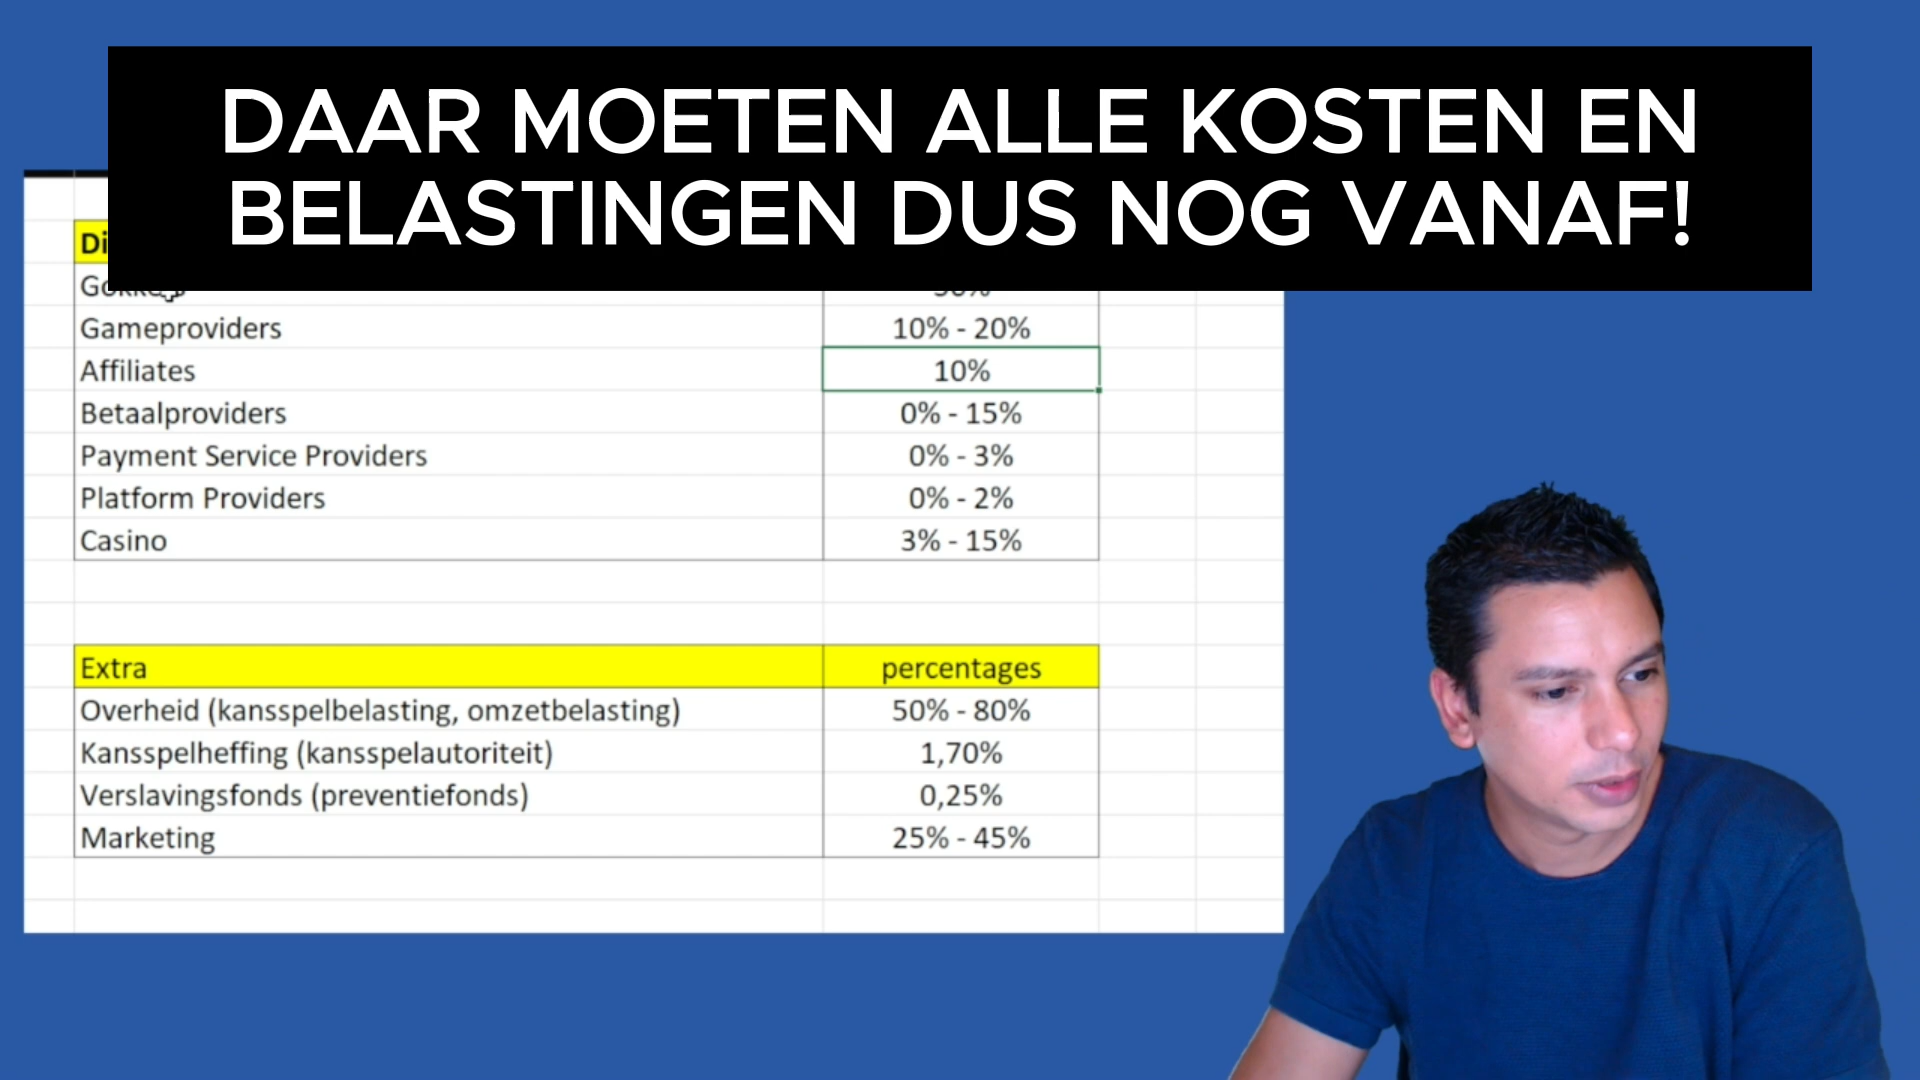 DAAR MOETEN ALLE KOSTEN EN
BELASTINGEN DUS NOG VANAF!
Gameproviders 10% - 20%
Affiliates 10%
Betaalproviders 0% - 15%
Payment Service Providers 0% - 3%
Platform Providers 0% - 2%
Casino 3% - 15%
Extra percentages
Overheid (kansspelbelasting, omzetbelasting) 50% - 80%
Kansspelheffing (kansspelautoriteit) 1,70%
Verslavingsfonds (preventiefonds) 0,25%
Marketing 25% - 45%